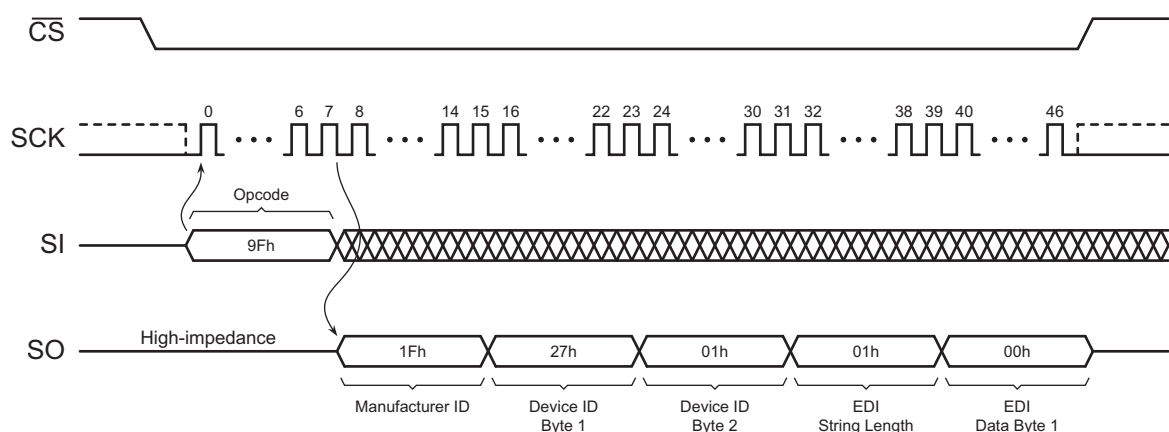 CS
SCK
0 6 7 8 14 15 16 22 23 24 30 31 32 38 39 40 46
Opcode
SI
9Fh
SO
High-impedance
1Fh 27h 01h 01h 00h
Manufacturer ID
Device ID
Byte 1
Device ID
Byte 2
EDI
String Length
EDI
Data Byte 1